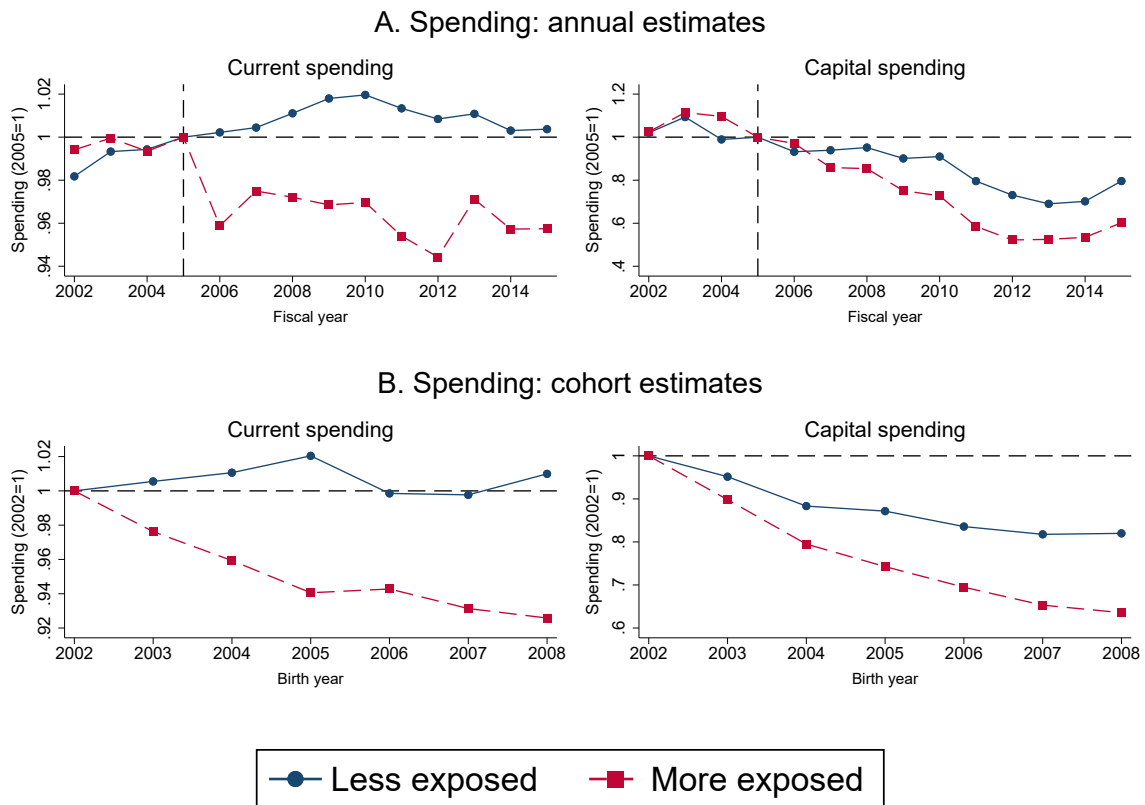 A. Spending: annual estimates
Current spending
Spending (2005=1)
1.02
1
.98
.96
.94
2002 2004 2006 2008 2010 2012 2014
Fiscal year
Capital spending
Spending (2005=1)
1.2
1
.8
.6
.4
2002 2004 2006 2008 2010 2012 2014
Fiscal year
B. Spending: cohort estimates
Current spending
Spending (2002=1)
1.02
1
.98
.96
.94
.92
2002 2003 2004 2005 2006 2007 2008
Birth year
Capital spending
Spending (2002=1)
1
.9
.8
.7
.6
2002 2003 2004 2005 2006 2007 2008
Birth year
Less exposed More exposed